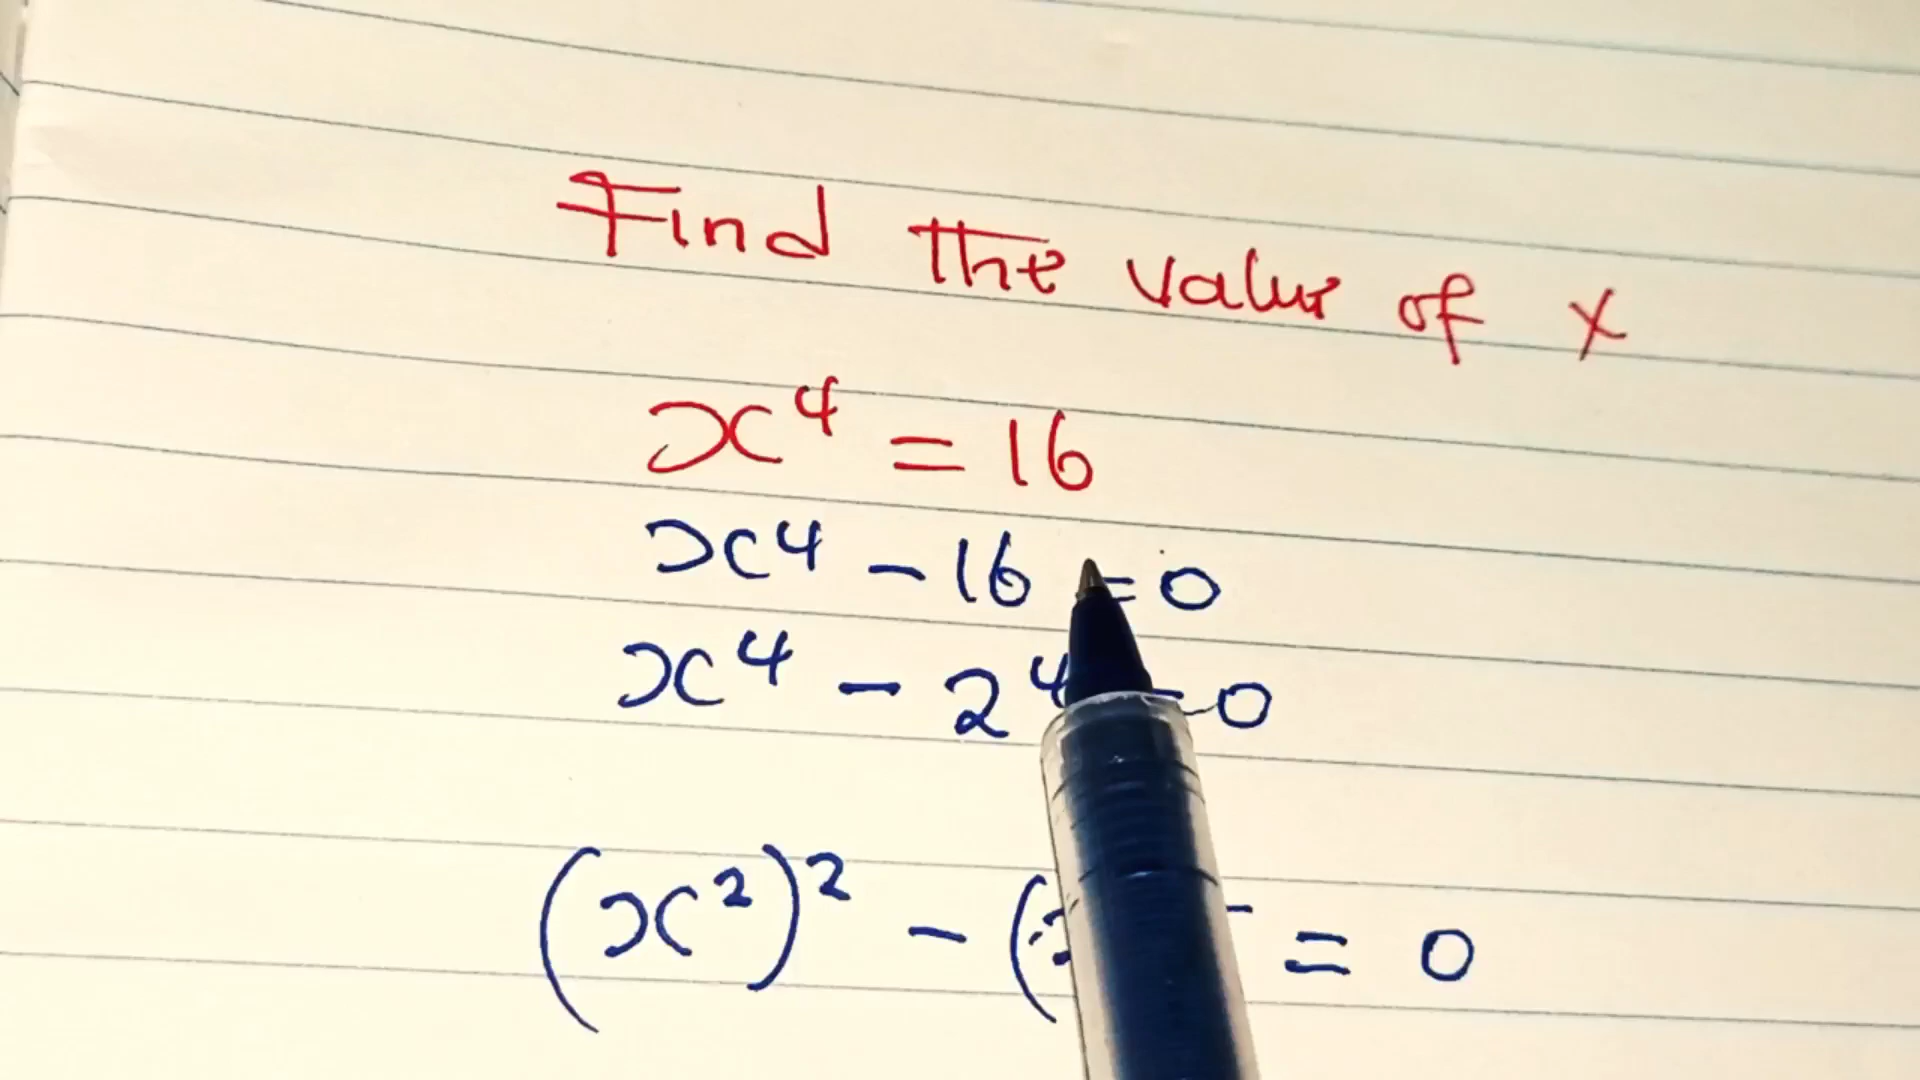 Find the value of x
x⁴ = 16
x⁴ - 16 = 0
x⁴ - 2⁴ = 0
(x²)² - ( = 0